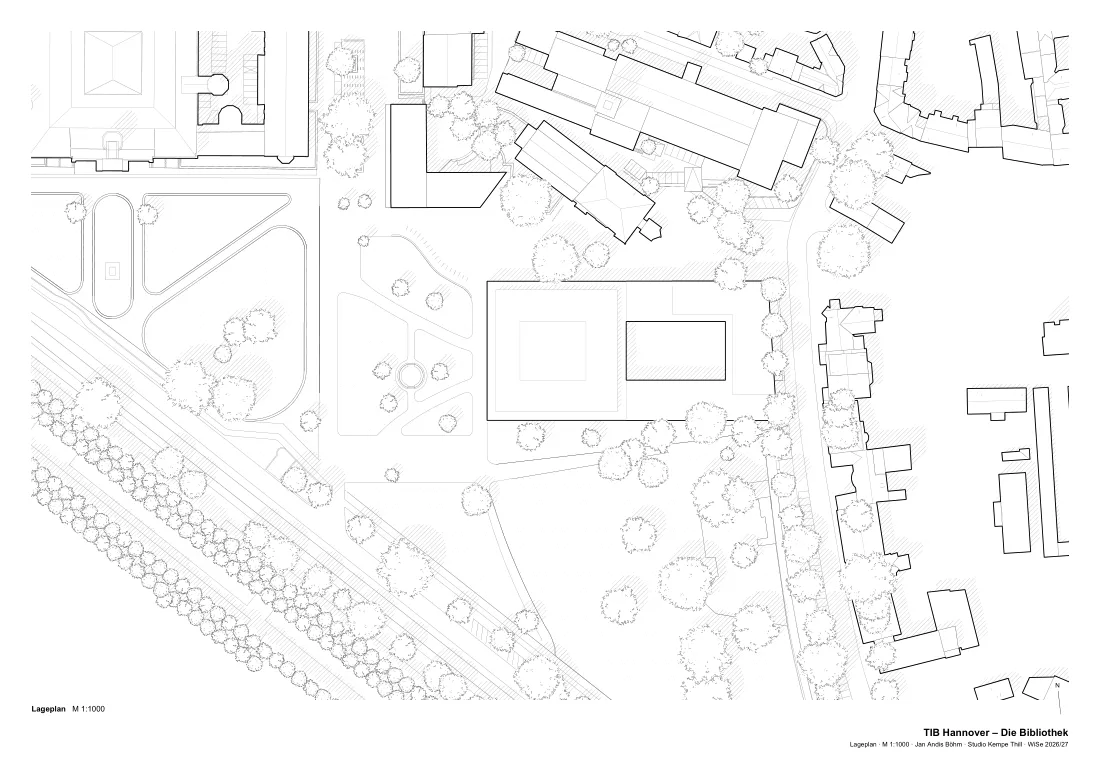 N
Lageplan M 1:1000
TIB Hannover – Die Bibliothek
Lageplan · M 1:1000 · Jan Andis Böhm · Studio Kempe Thill · WiSe 2026/27